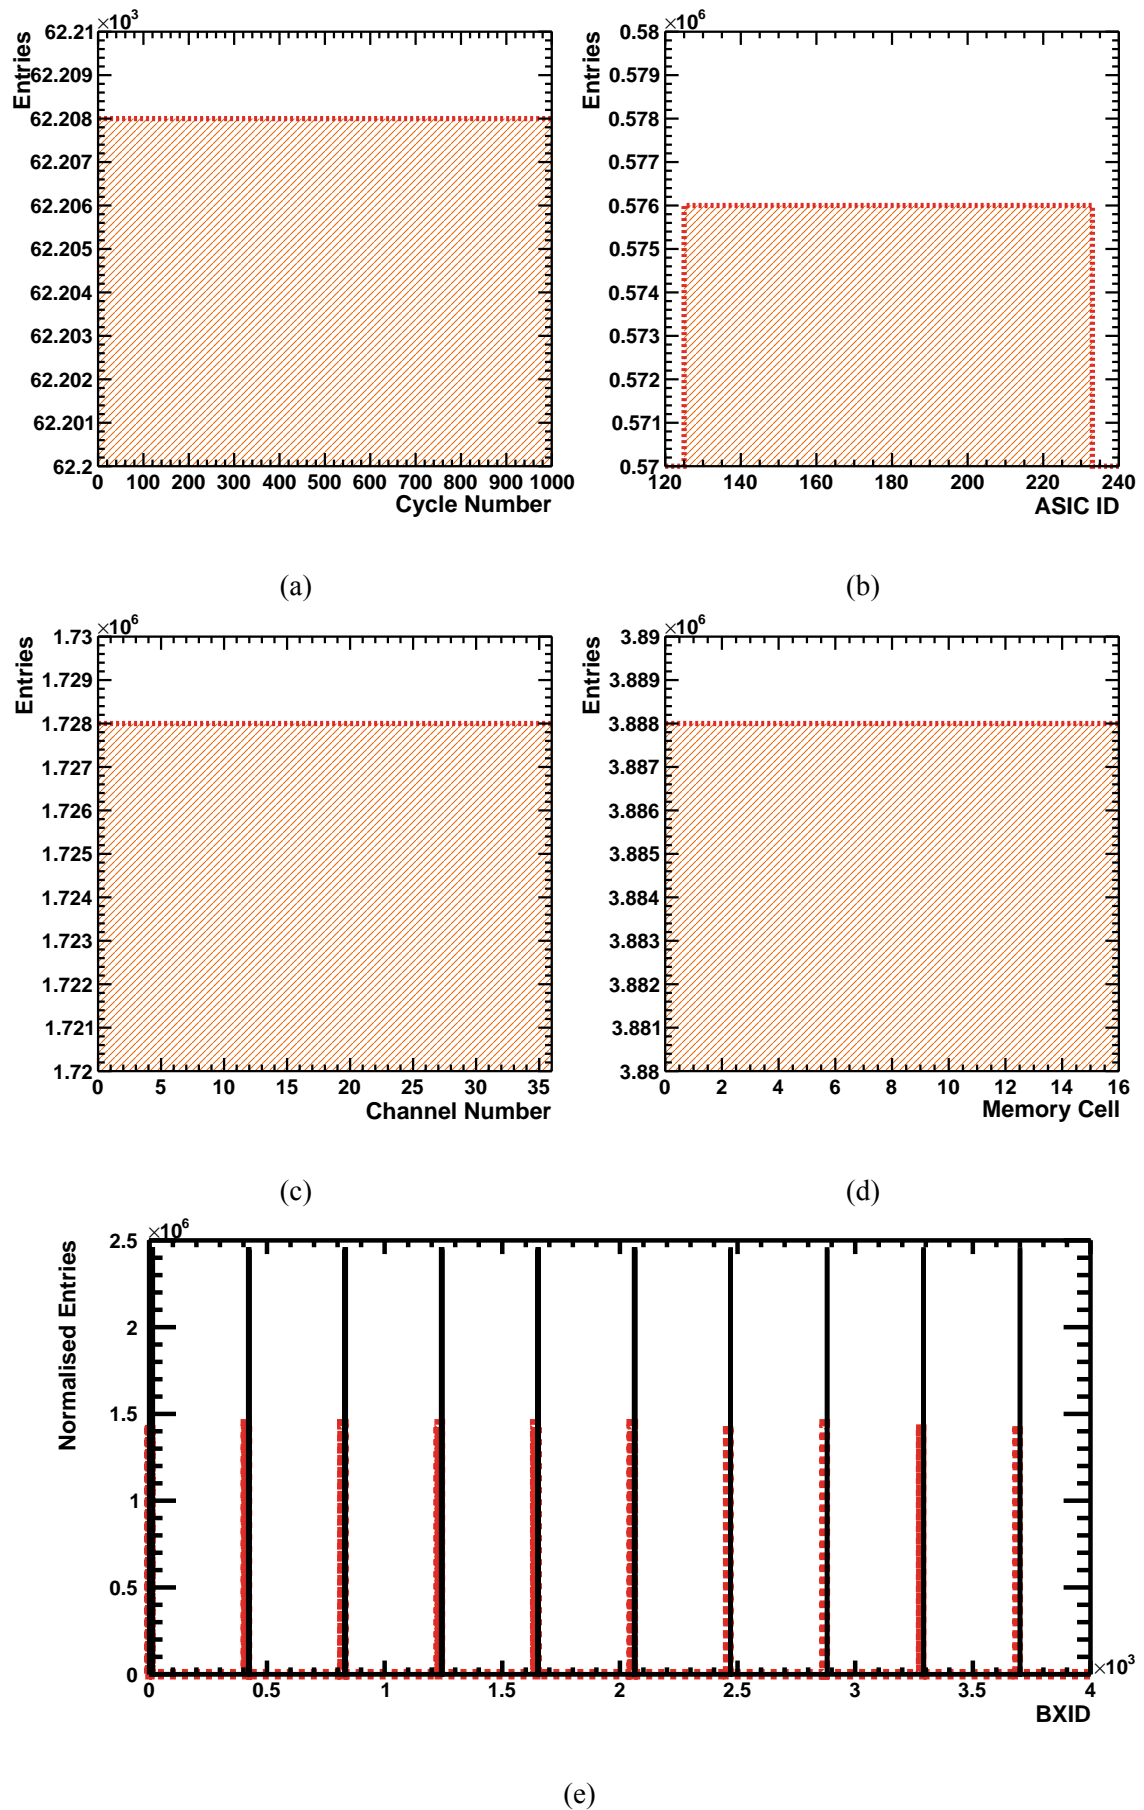 ×10³
Entries
62.21
62.209
62.208
62.207
62.206
62.205
62.204
62.203
62.202
62.201
62.2
0 100 200 300 400 500 600 700 800 900 1000
Cycle Number
(a)
×10⁶
Entries
0.58
0.579
0.578
0.577
0.576
0.575
0.574
0.573
0.572
0.571
0.57
120 140 160 180 200 220 240
ASIC ID
(b)
×10⁶
Entries
1.73
1.729
1.728
1.727
1.726
1.725
1.724
1.723
1.722
1.721
1.72
0 5 10 15 20 25 30 35
Channel Number
(c)
×10⁶
Entries
3.89
3.889
3.888
3.887
3.886
3.885
3.884
3.883
3.882
3.881
3.88
0 2 4 6 8 10 12 14 16
Memory Cell
(d)
×10⁶
Normalised Entries
2.5
2
1.5
1
0.5
0
0 0.5 1 1.5 2 2.5 3 3.5 4
×10³
BXID
(e)